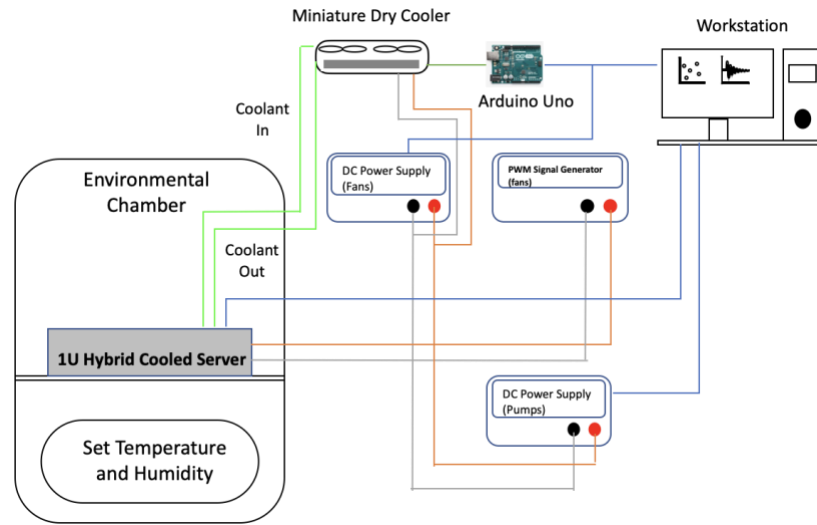 Miniature Dry Cooler
Workstation
Coolant
In
Arduino Uno
Environmental
Chamber
DC Power Supply
(Fans)
PWM Signal Generator
(fans)
Coolant
Out
1U Hybrid Cooled Server
DC Power Supply
(Pumps)
Set Temperature
and Humidity